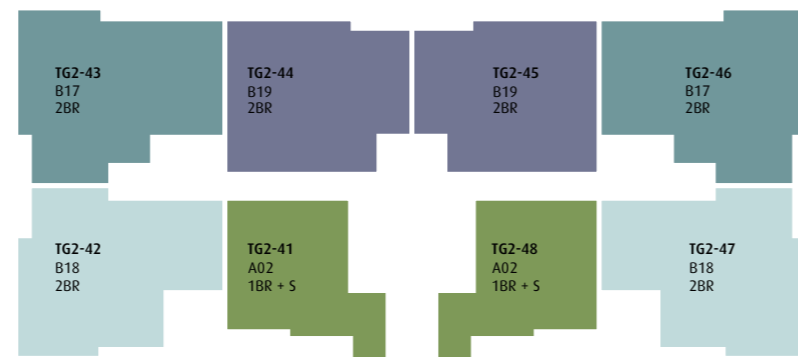 TG2-43
B17
2BR
TG2-44
B19
2BR
TG2-45
B19
2BR
TG2-46
B17
2BR
TG2-42
B18
2BR
TG2-41
A02
1BR + S
TG2-48
A02
1BR + S
TG2-47
B18
2BR